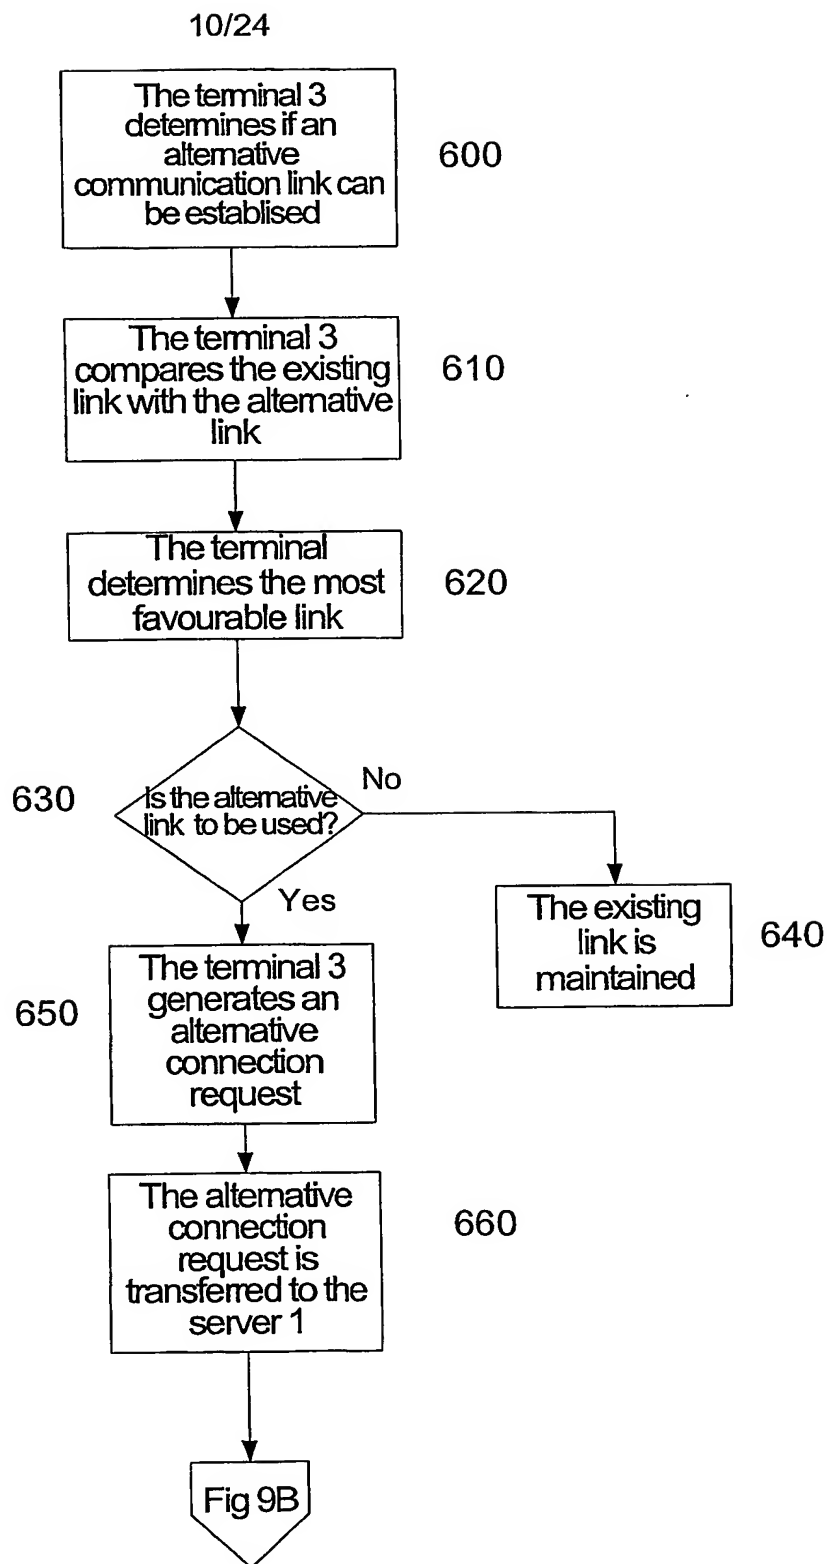 10/24
The terminal 3
determines if an
alternative
communication link can
be establised
600
The terminal 3
compares the existing
link with the alternative
link
610
The terminal
determines the most
favourable link
620
630
Is the alternative
link to be used?
No
Yes
The existing
link is
maintained
640
650
The terminal 3
generates an
alternative
connection
request
The alternative
connection
request is
transferred to the
server 1
660
Fig 9B